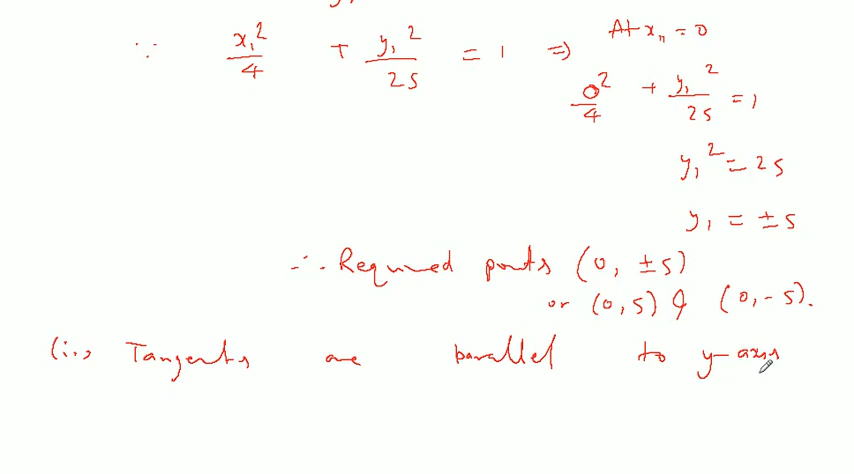 ∵ x₁²/4 + y₁²/25 = 1 ⇒ At x₁ = 0
0²/4 + y₁²/25 = 1
y₁² = 25
y₁ = ±5
∴ Required points (0, ±5)
or (0, 5) & (0, -5).
(ii) Tangents are parallel to y-axis